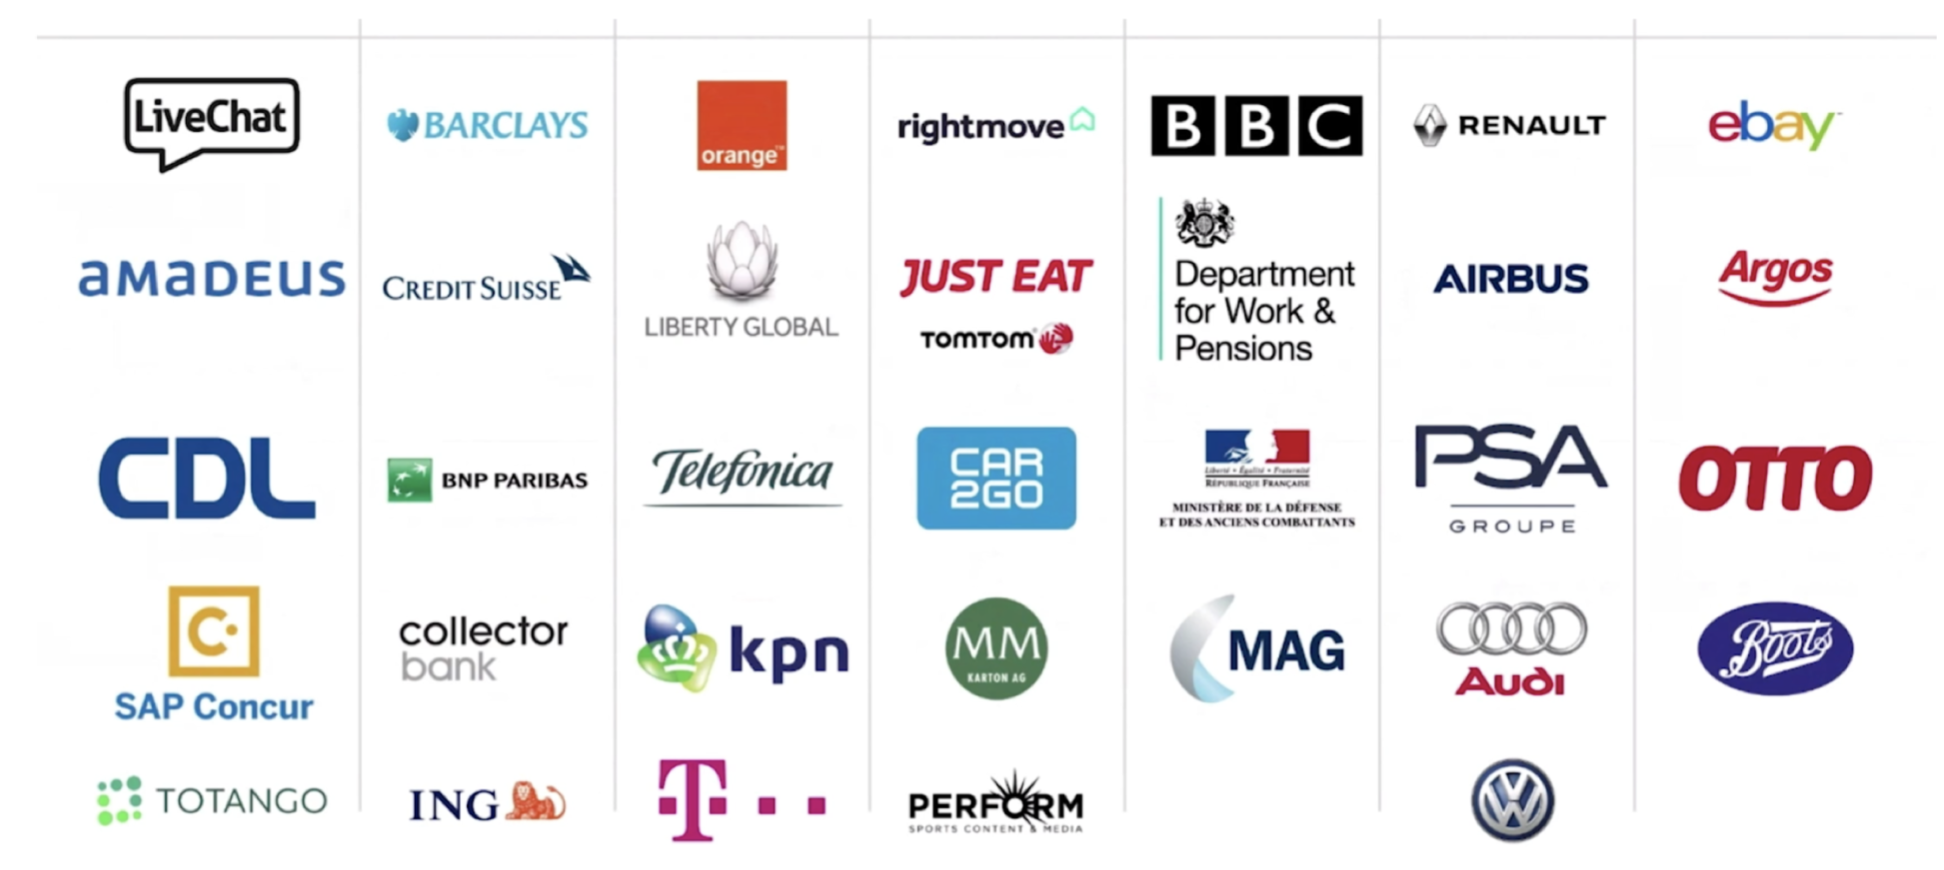 LiveChat
BARCLAYS
orange™
rightmove
BBC
RENAULT
ebay™
aMaDEUS
CREDIT SUISSE
LIBERTY GLOBAL
JUST EAT
TOMTOM
Department
for Work &
Pensions
AIRBUS
Argos
CDL
BNP PARIBAS
Telefónica
CAR
2GO
Liberté • Égalité • Fraternité
RÉPUBLIQUE FRANÇAISE
MINISTÈRE DE LA DÉFENSE
ET DES ANCIENS COMBATTANTS
PSA
GROUPE
OTTO
C
SAP Concur
collector
bank
kpn
MM
KARTON AG
MAG
Audi
Boots
TOTANGO
ING
T
PERFORM
SPORTS CONTENT & MEDIA
VW